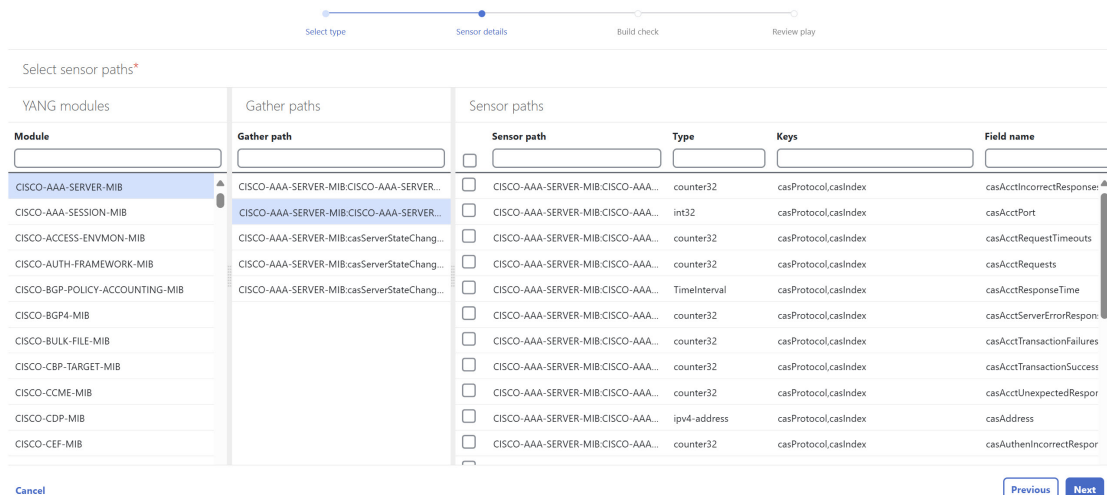 Select type Sensor details Build check Review play
Select sensor paths*
YANG modules Gather paths Sensor paths
Module Gather path Sensor path Type Keys Field name
CISCO-AAA-SERVER-MIB CISCO-AAA-SERVER-MIB:CISCO-AAA-SERVER... CISCO-AAA-SERVER-MIB:CISCO-AAA... counter32 casProtocol,casIndex casAcctIncorrectResponses
CISCO-AAA-SESSION-MIB CISCO-AAA-SERVER-MIB:CISCO-AAA-SERVER... CISCO-AAA-SERVER-MIB:CISCO-AAA... int32 casProtocol,casIndex casAcctPort
CISCO-ACCESS-ENVMON-MIB CISCO-AAA-SERVER-MIB:casServerStateChang... CISCO-AAA-SERVER-MIB:CISCO-AAA... counter32 casProtocol,casIndex casAcctRequestTimeouts
CISCO-AUTH-FRAMEWORK-MIB CISCO-AAA-SERVER-MIB:casServerStateChang... CISCO-AAA-SERVER-MIB:CISCO-AAA... counter32 casProtocol,casIndex casAcctRequests
CISCO-BGP-POLICY-ACCOUNTING-MIB CISCO-AAA-SERVER-MIB:casServerStateChang... CISCO-AAA-SERVER-MIB:CISCO-AAA... TimeInterval casProtocol,casIndex casAcctResponseTime
CISCO-BGP4-MIB CISCO-AAA-SERVER-MIB:CISCO-AAA... counter32 casProtocol,casIndex casAcctServerErrorRespon
CISCO-BULK-FILE-MIB CISCO-AAA-SERVER-MIB:CISCO-AAA... counter32 casProtocol,casIndex casAcctTransactionFailures
CISCO-CBP-TARGET-MIB CISCO-AAA-SERVER-MIB:CISCO-AAA... counter32 casProtocol,casIndex casAcctTransactionSuccess
CISCO-CCME-MIB CISCO-AAA-SERVER-MIB:CISCO-AAA... counter32 casProtocol,casIndex casAcctUnexpectedRespor
CISCO-CDP-MIB CISCO-AAA-SERVER-MIB:CISCO-AAA... ipv4-address casProtocol,casIndex casAddress
CISCO-CEF-MIB CISCO-AAA-SERVER-MIB:CISCO-AAA... counter32 casProtocol,casIndex casAuthenIncorrectRespor
Cancel Previous Next